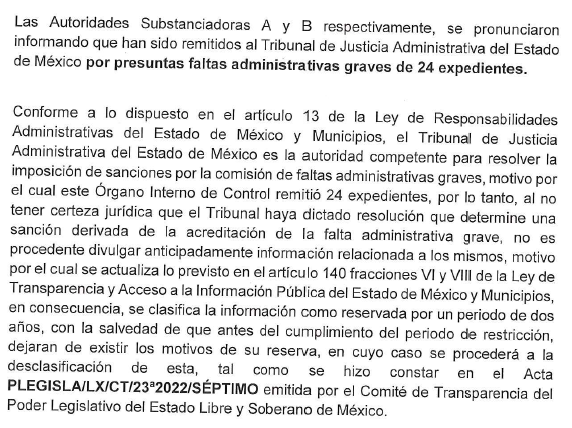 Las Autoridades Substanciadoras A y B respectivamente, se pronunciaron
informando que han sido remitidos al Tribunal de Justicia Administrativa del Estado
de México por presuntas faltas administrativas graves de 24 expedientes.
Conforme a lo dispuesto en el artículo 13 de la Ley de Responsabilidades
Administrativas del Estado de México y Municipios, el Tribunal de Justicia
Administrativa del Estado de México es la autoridad competente para resolver la
imposición de sanciones por la comisión de faltas administrativas graves, motivo por
el cual este Órgano Interno de Control remitió 24 expedientes, por lo tanto, al no
tener certeza jurídica que el Tribunal haya dictado resolución que determine una
sanción derivada de la acreditación de la falta administrativa grave, no es
procedente divulgar anticipadamente información relacionada a los mismos, motivo
por el cual se actualiza lo previsto en el artículo 140 fracciones VI y VIII de la Ley de
Transparencia y Acceso a la Información Pública del Estado de México y Municipios,
en consecuencia, se clasifica la información como reservada por un periodo de dos
años, con la salvedad de que antes del cumplimiento del periodo de restricción,
dejaran de existir los motivos de su reserva, en cuyo caso se procederá a la
desclasificación de esta, tal como se hizo constar en el Acta
PLEGISLA/LX/CT/23ª2022/SÉPTIMO emitida por el Comité de Transparencia del
Poder Legislativo del Estado Libre y Soberano de México.